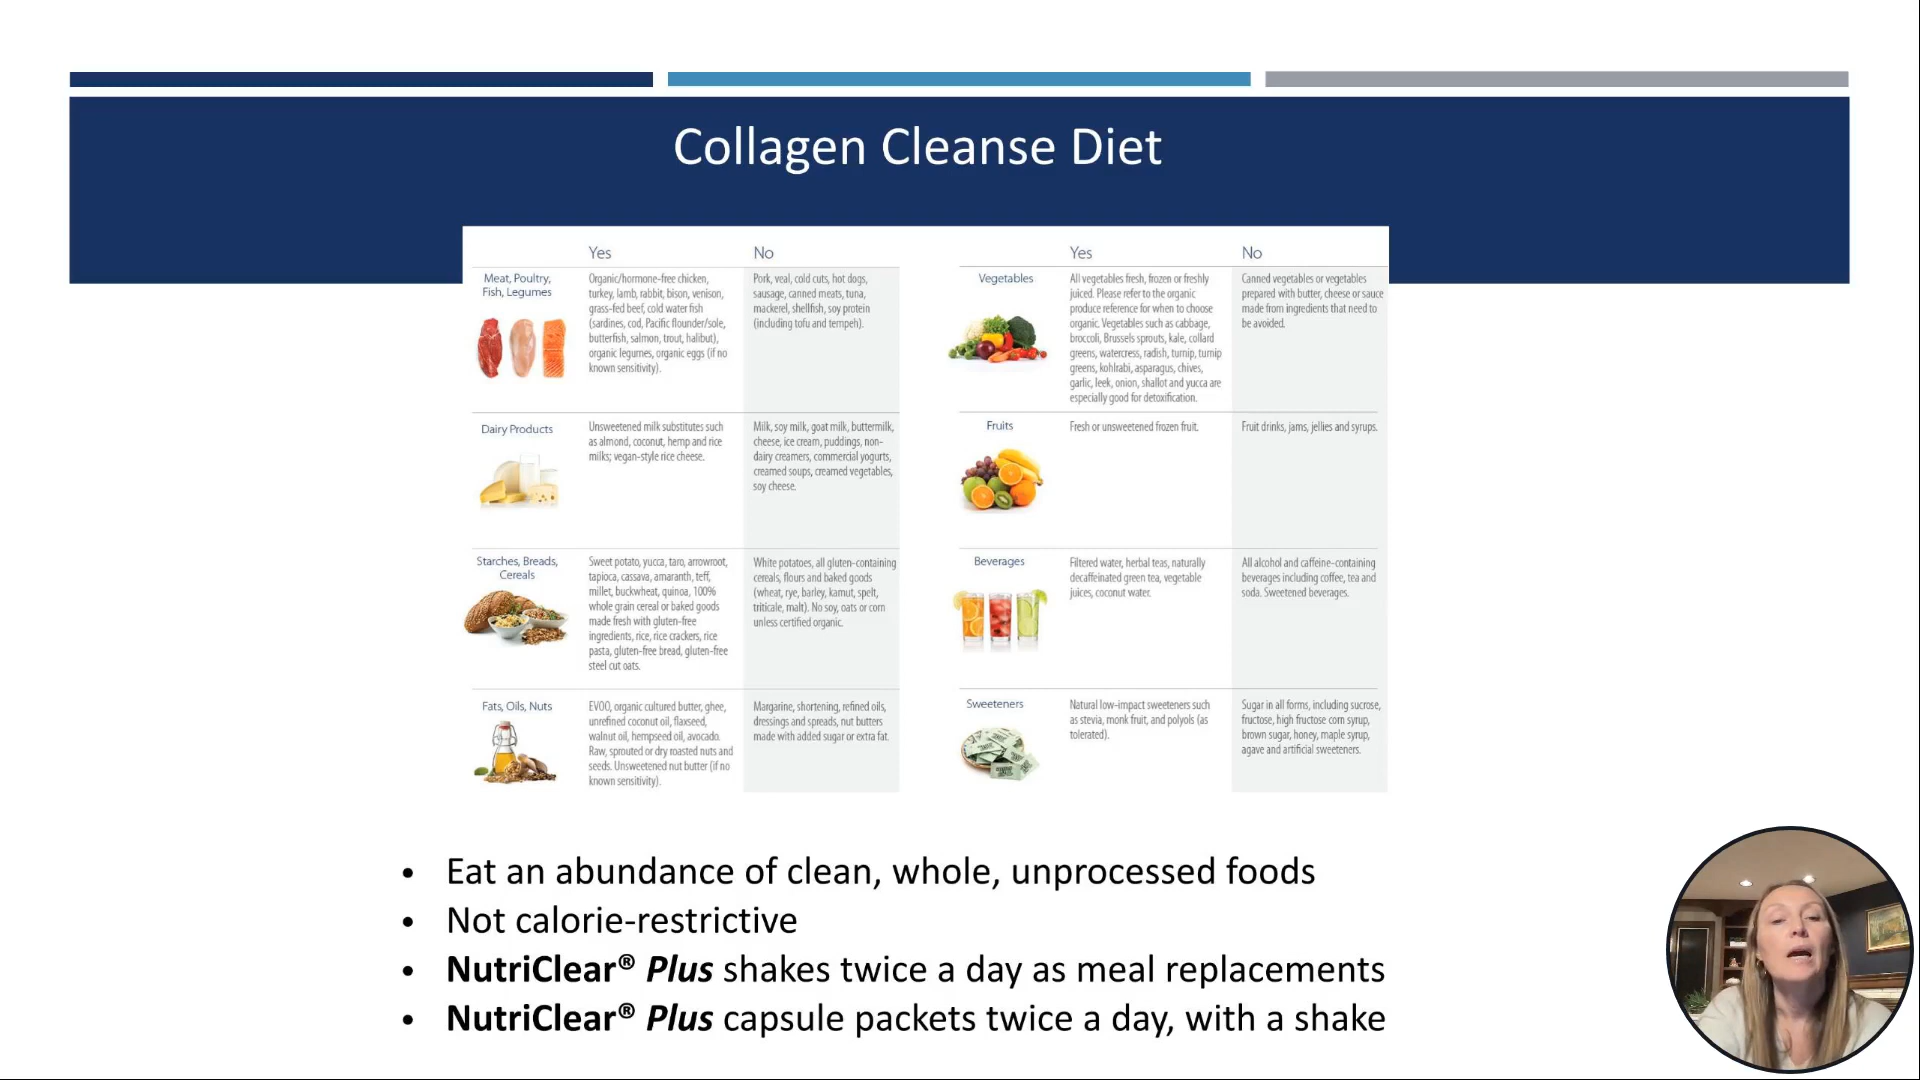 Collagen Cleanse Diet
Yes
No
Meat, Poultry,
Fish, Legumes
Organic/hormone-free chicken,
turkey, lamb, rabbit, bison, venison,
grass-fed beef, cold water fish
(sardines, cod, Pacific flounder/sole,
butterfish, salmon, trout, halibut),
organic legumes, organic eggs (if no
known sensitivity).
Pork, veal, cold cuts, hot dogs,
sausage, canned meats, tuna,
mackerel, shellfish, soy protein
(including tofu and tempeh).
Dairy Products
Unsweetened milk substitutes such
as almond, coconut, hemp and rice
milks; vegan-style rice cheese.
Milk, soy milk, goat milk, buttermilk,
cheese, ice cream, puddings, non-
dairy creamers, commercial yogurts,
creamed soups, creamed vegetables,
soy cheese.
Starches, Breads,
Cereals
Sweet potato, yucca, taro, arrowroot,
tapioca, cassava, amaranth, teff,
millet, buckwheat, quinoa, 100%
whole grain cereal or baked goods
made fresh with gluten-free
ingredients, rice, rice crackers, rice
pasta, gluten-free bread, gluten-free
steel cut oats.
White potatoes, all gluten-containing
cereals, flours and baked goods
(wheat, rye, barley, kamut, spelt,
triticale, malt). No soy, oats or corn
unless certified organic.
Fats, Oils, Nuts
EVOO, organic cultured butter, ghee,
unrefined coconut oil, flaxseed,
walnut oil, hempseed oil, avocado.
Raw, sprouted or dry roasted nuts and
seeds. Unsweetened nut butter (if no
known sensitivity).
Margarine, shortening, refined oils,
dressings and spreads, nut butters
made with added sugar or extra fat.
Yes
No
Vegetables
All vegetables fresh, frozen or freshly
juiced. Please refer to the organic
produce reference for when to choose
organic. Vegetables such as cabbage,
broccoli, Brussels sprouts, kale, collard
greens, watercress, radish, turnip, turnip
greens, kohlrabi, asparagus, chives,
garlic, leek, onion, shallot and yucca are
especially good for detoxification.
Canned vegetables or vegetables
prepared with butter, cheese or sauce
made from ingredients that need to
be avoided.
Fruits
Fresh or unsweetened frozen fruit.
Fruit drinks, jams, jellies and syrups.
Beverages
Filtered water, herbal teas, naturally
decaffeinated green tea, vegetable
juices, coconut water.
All alcohol and caffeine-containing
beverages including coffee, tea and
soda. Sweetened beverages.
Sweeteners
Natural low-impact sweeteners such
as stevia, monk fruit, and polyols (as
tolerated).
Sugar in all forms, including sucrose,
fructose, high fructose corn syrup,
brown sugar, honey, maple syrup,
agave and artificial sweeteners.
• Eat an abundance of clean, whole, unprocessed foods
• Not calorie-restrictive
• NutriClear® Plus shakes twice a day as meal replacements
• NutriClear® Plus capsule packets twice a day, with a shake